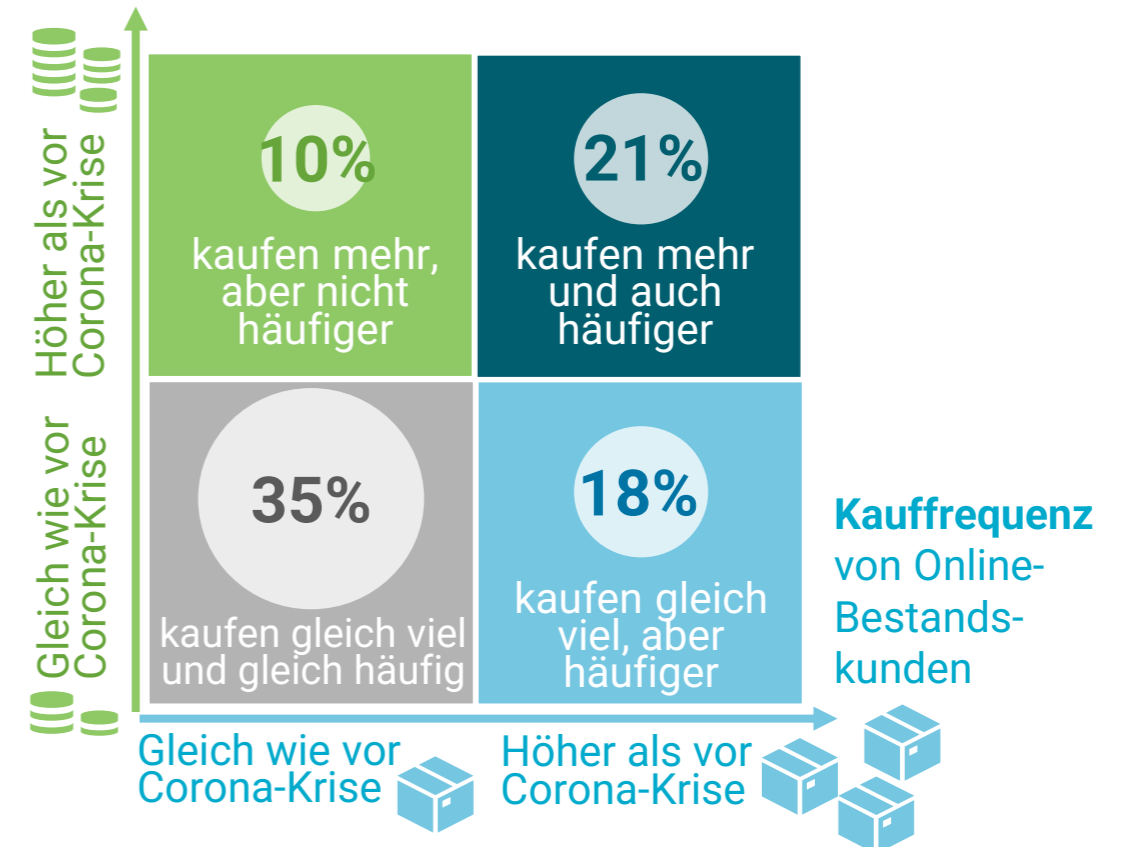 Höher als vor
Corona-Krise
Gleich wie vor
Corona-Krise
10%
kaufen mehr,
aber nicht
häufiger
21%
kaufen mehr
und auch
häufiger
35%
kaufen gleich viel
und gleich häufig
18%
kaufen gleich
viel, aber
häufiger
Kauffrequenz
von Online-
Bestands-
kunden
Gleich wie vor
Corona-Krise
Höher als vor
Corona-Krise